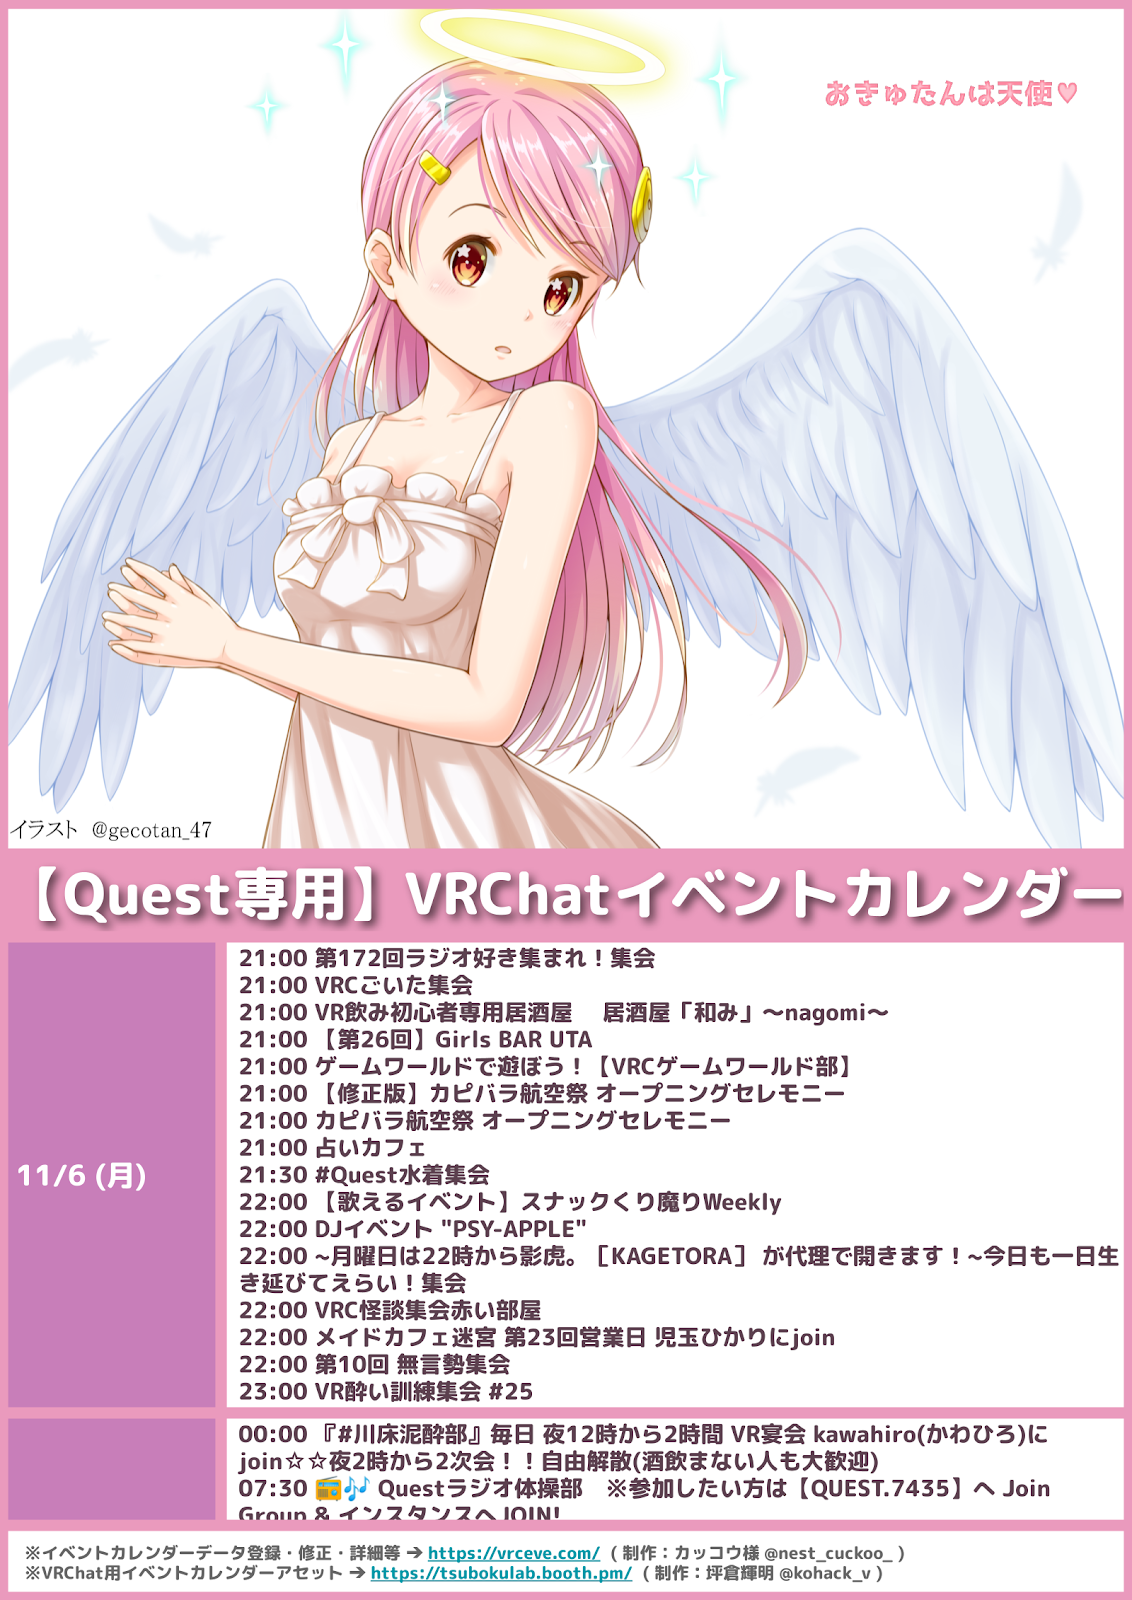 おきゅたんは天使♥
イラスト @gecotan_47
【Quest専用】VRChatイベントカレンダー
11/6 (月)
21:00 第172回ラジオ好き集まれ！集会
21:00 VRCごいた集会
21:00 VR飲み初心者専用居酒屋　居酒屋「和み」～nagomi～
21:00 【第26回】Girls BAR UTA
21:00 ゲームワールドで遊ぼう！【VRCゲームワールド部】
21:00 【修正版】カピバラ航空祭 オープニングセレモニー
21:00 カピバラ航空祭 オープニングセレモニー
21:00 占いカフェ
21:30 #Quest水着集会
22:00 【歌えるイベント】スナックくり魔りWeekly
22:00 DJイベント "PSY-APPLE"
22:00 ~月曜日は22時から影虎。［KAGETORA］ が代理で開きます！~今日も一日生
き延びてえらい！集会
22:00 VRC怪談集会赤い部屋
22:00 メイドカフェ迷宮 第23回営業日 児玉ひかりにjoin
22:00 第10回 無言勢集会
23:00 VR酔い訓練集会 #25
00:00 『#川床泥酔部』毎日 夜12時から2時間 VR宴会 kawahiro(かわひろ)に
join☆☆夜2時から2次会！！自由解散(酒飲まない人も大歓迎)
07:30 📻🎶 Questラジオ体操部　※参加したい方は【QUEST.7435】へ Join
Group & インスタンスへJOIN!
※イベントカレンダーデータ登録・修正・詳細等 ➔ https://vrceve.com/ （ 制作：カッコウ様 @nest_cuckoo_ ）
※VRChat用イベントカレンダーアセット ➔ https://tsubokulab.booth.pm/ （ 制作：坪倉輝明 @kohack_v ）